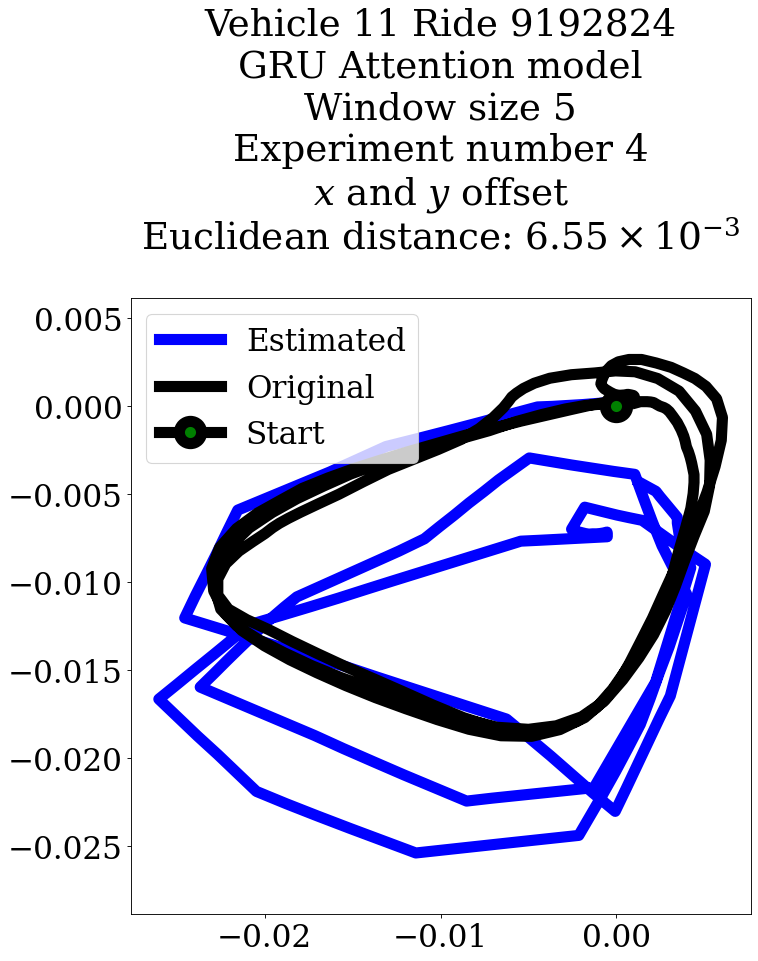 Vehicle 11 Ride 9192824
GRU Attention model
Window size 5
Experiment number 4
x and y offset
Euclidean distance: 6.55 × 10⁻³
0.005
0.000
−0.005
−0.010
−0.015
−0.020
−0.025
Estimated
Original
Start
−0.02
−0.01
0.00